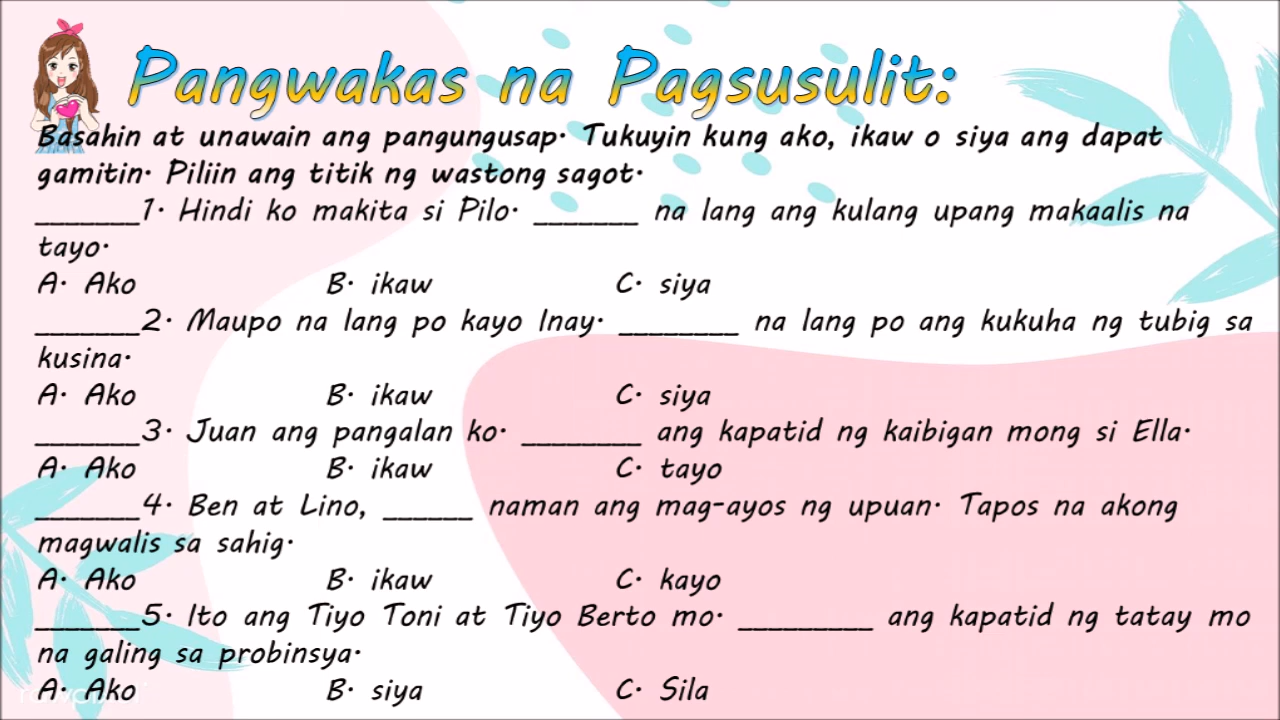 Pangwakas na Pagsusulit:
Basahin at unawain ang pangungusap. Tukuyin kung ako, ikaw o siya ang dapat
gamitin. Piliin ang titik ng wastong sagot.
_______1. Hindi ko makita si Pilo. _______ na lang ang kulang upang makaalis na
tayo.
A. Ako B. ikaw C. siya
_______2. Maupo na lang po kayo Inay. ________ na lang po ang kukuha ng tubig sa
kusina.
A. Ako B. ikaw C. siya
_______3. Juan ang pangalan ko. ________ ang kapatid ng kaibigan mong si Ella.
A. Ako B. ikaw C. tayo
_______4. Ben at Lino, ______ naman ang mag-ayos ng upuan. Tapos na akong
magwalis sa sahig.
A. Ako B. ikaw C. kayo
_______5. Ito ang Tiyo Toni at Tiyo Berto mo. _________ ang kapatid ng tatay mo
na galing sa probinsya.
A. Ako B. siya C. Sila